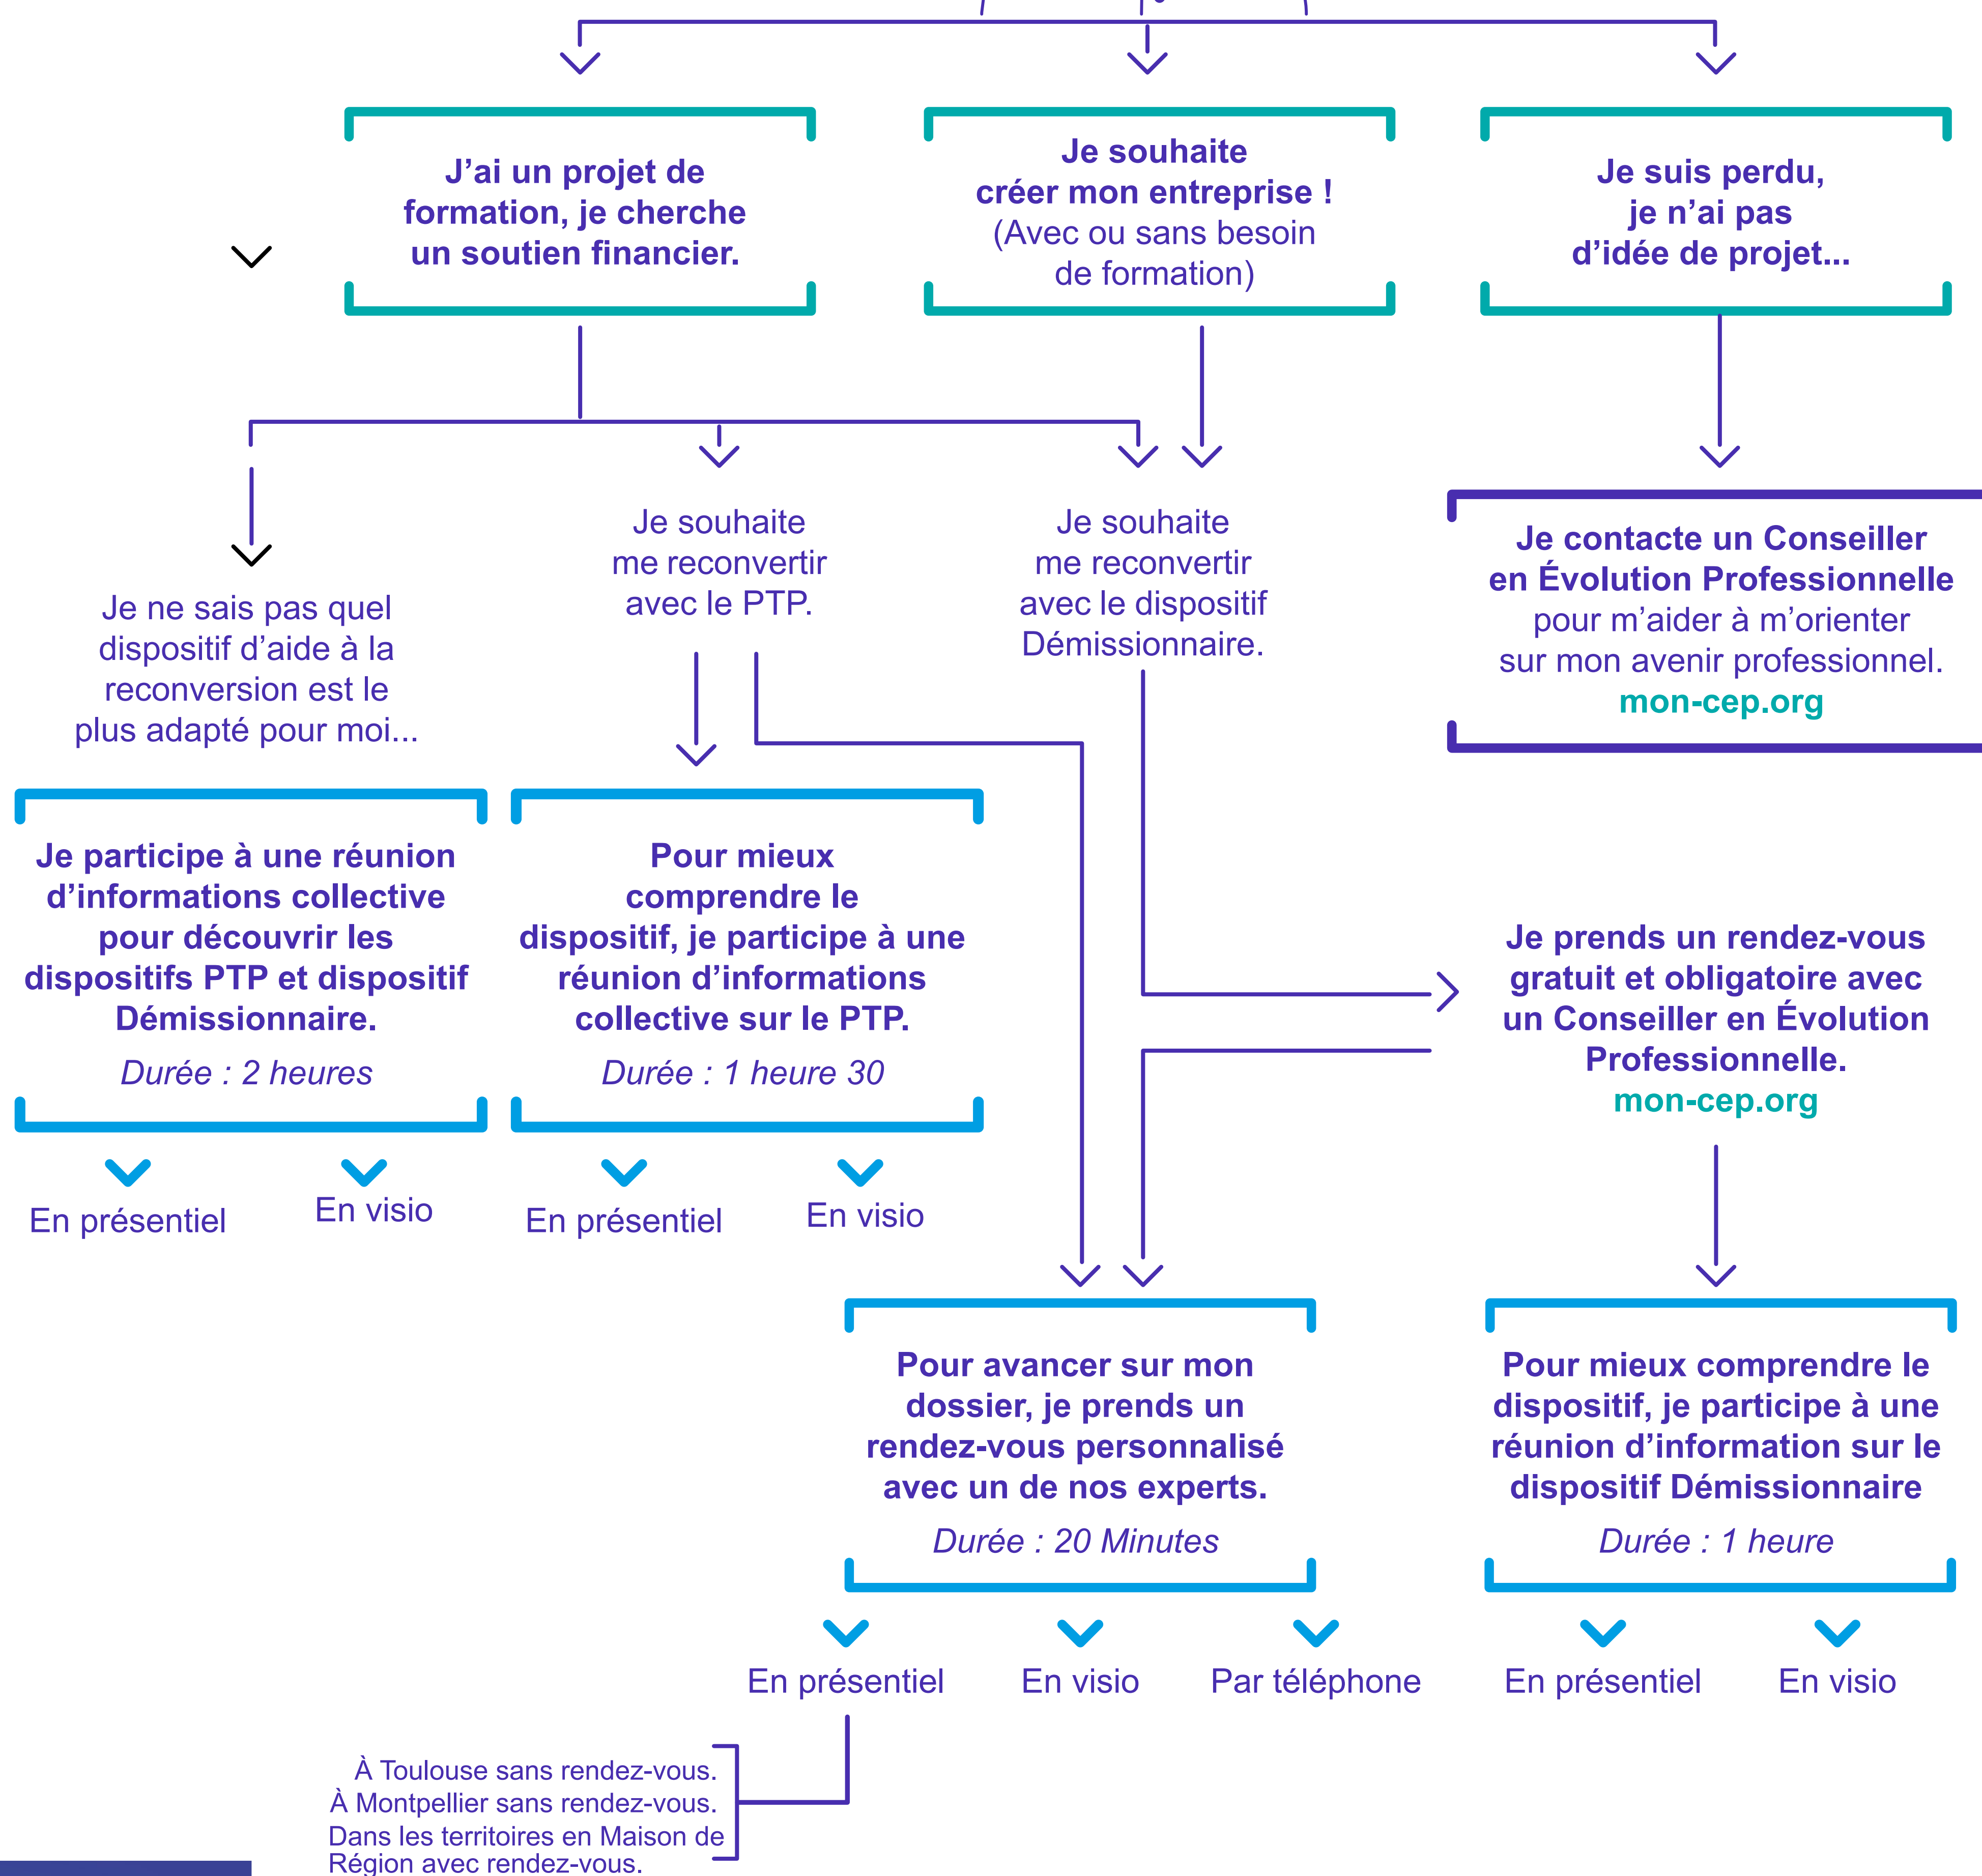 J’ai un projet de
formation, je cherche
un soutien financier.
Je souhaite
créer mon entreprise !
(Avec ou sans besoin
de formation)
Je suis perdu,
je n’ai pas
d’idée de projet...
Je ne sais pas quel
dispositif d’aide à la
reconversion est le
plus adapté pour moi...
Je souhaite
me reconvertir
avec le PTP.
Je souhaite
me reconvertir
avec le dispositif
Démissionnaire.
Je contacte un Conseiller
en Évolution Professionnelle
pour m’aider à m’orienter
sur mon avenir professionnel.
mon-cep.org
Je participe à une réunion
d’informations collective
pour découvrir les
dispositifs PTP et dispositif
Démissionnaire.
Durée : 2 heures
En présentiel
En visio
Pour mieux
comprendre le
dispositif, je participe à une
réunion d’informations
collective sur le PTP.
Durée : 1 heure 30
En présentiel
En visio
Je prends un rendez-vous
gratuit et obligatoire avec
un Conseiller en Évolution
Professionnelle.
mon-cep.org
Pour avancer sur mon
dossier, je prends un
rendez-vous personnalisé
avec un de nos experts.
Durée : 20 Minutes
En présentiel
En visio
Par téléphone
Pour mieux comprendre le
dispositif, je participe à une
réunion d’information sur le
dispositif Démissionnaire
Durée : 1 heure
En présentiel
En visio
À Toulouse sans rendez-vous.
À Montpellier sans rendez-vous.
Dans les territoires en Maison de
Région avec rendez-vous.